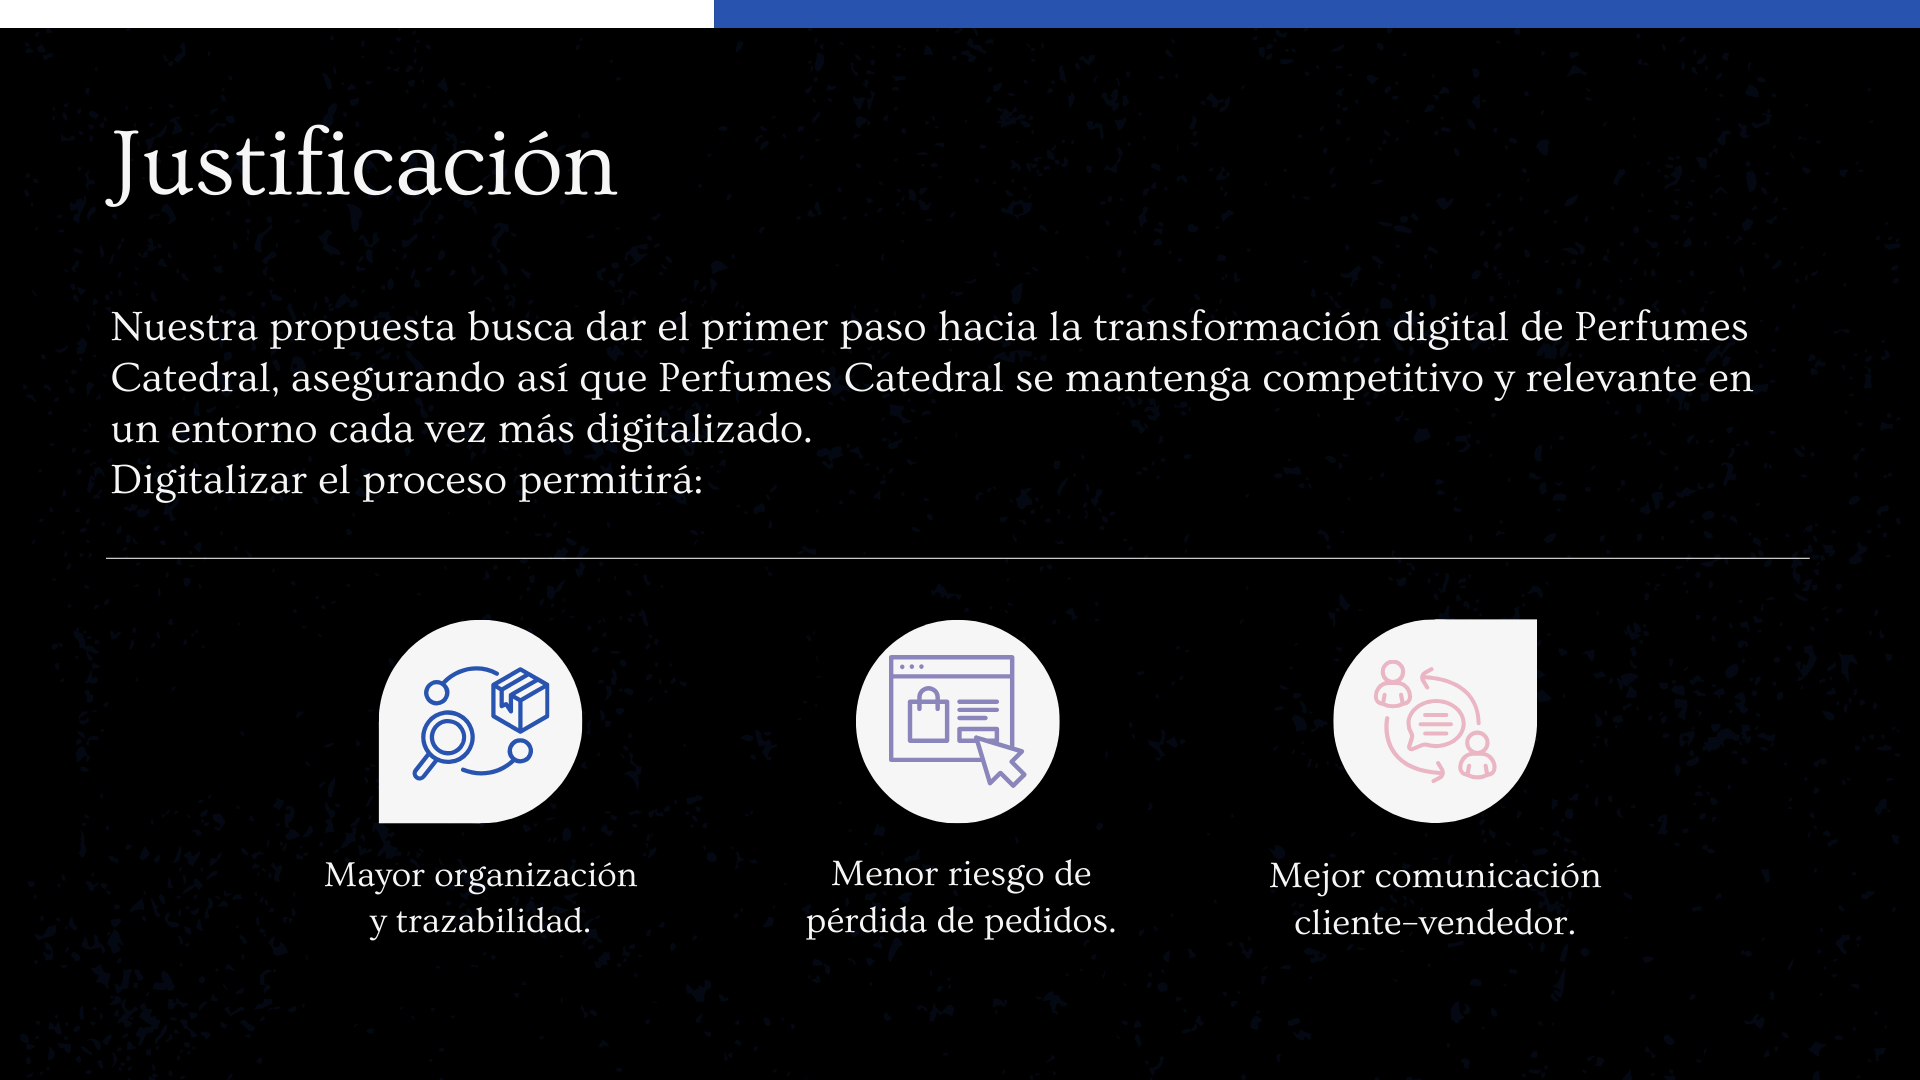 Justificación
Nuestra propuesta busca dar el primer paso hacia la transformación digital de Perfumes
Catedral, asegurando así que Perfumes Catedral se mantenga competitivo y relevante en
un entorno cada vez más digitalizado.
Digitalizar el proceso permitirá:
Mayor organización
y trazabilidad.
Menor riesgo de
pérdida de pedidos.
Mejor comunicación
cliente–vendedor.